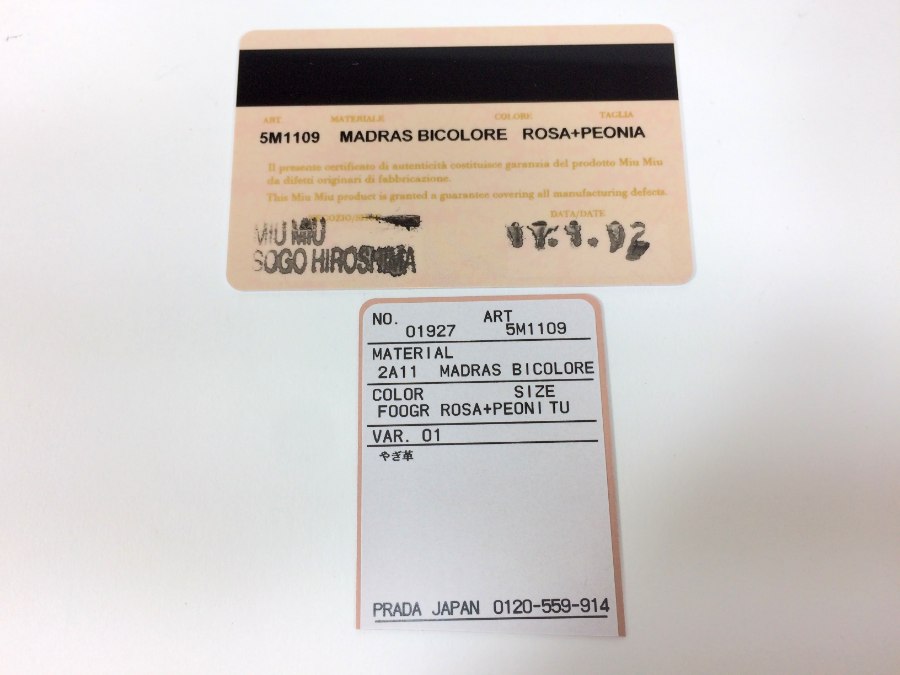 ART. MATERIALE COLORE TAGLIA
5M1109 MADRAS BICOLORE ROSA+PEONIA
Il presente certificato di autenticità costituisce garanzia del prodotto Miu Miu
da difetti originari di fabbricazione.
This Miu Miu product is granted a guarantee covering all manufacturing defects.
DATA/DATE
MIU MIU
SOGO HIROSHIMA
NO. ART
01927 5M1109
MATERIAL
2A11 MADRAS BICOLORE
COLOR SIZE
F00GR ROSA+PEONI TU
VAR. 01
やぎ革
PRADA JAPAN 0120-559-914